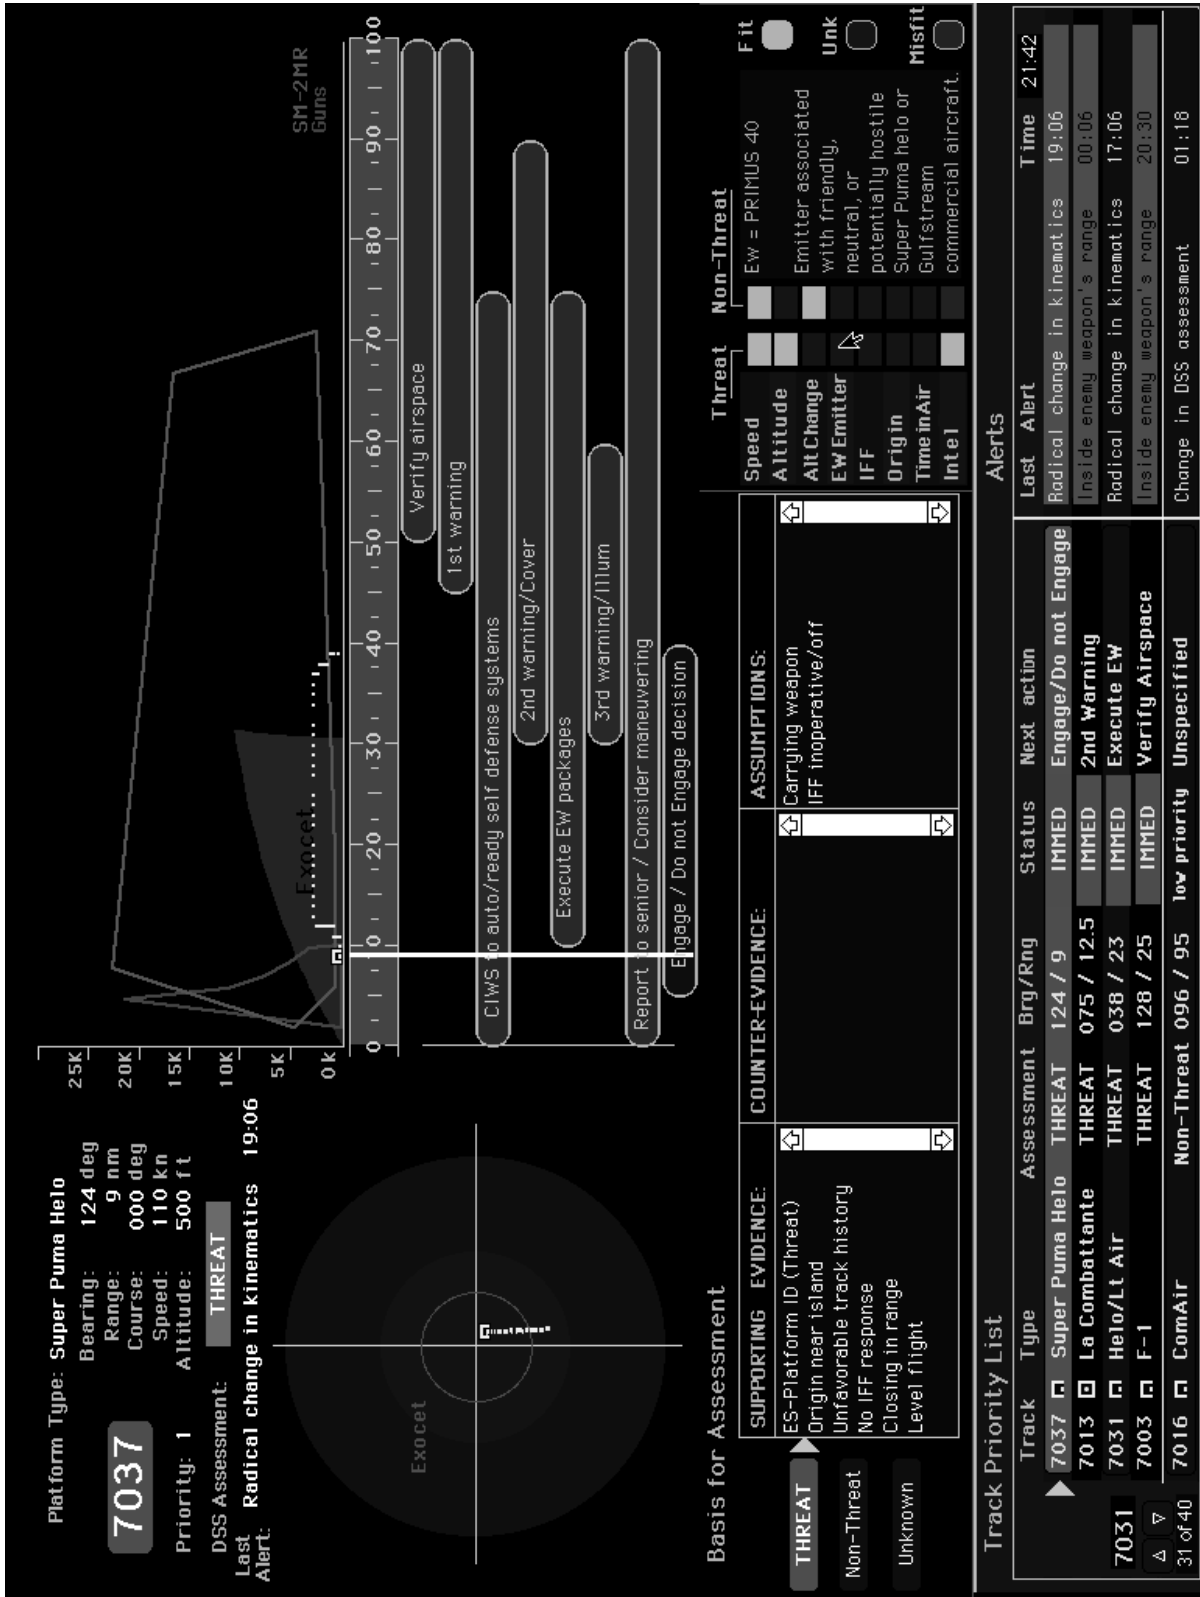 Platform Type: Super Puma Helo
7037
Bearing: 124 deg
Range: 9 nm
Course: 000 deg
Speed: 110 kn
Priority: 1 Altitude: 500 ft
DSS Assessment: THREAT
Last Alert: Radical change in kinematics 19:06
Exocet
25K
20K
15K
10K
5K
0K
Exocet
SM-2MR
Guns
0 10 20 30 40 50 60 70 80 90 100
Verify airspace
1st warning
CIWS to auto/ready self defense systems
2nd warning/Cover
Execute EW packages
3rd warning/Illum
Report to senior / Consider maneuvering
Engage / Do not Engage decision
Basis for Assessment
THREAT
Non-Threat
Unknown
SUPPORTING EVIDENCE:
ES-Platform ID (Threat)
Origin near island
Unfavorable track history
No IFF response
Closing in range
Level flight
COUNTER-EVIDENCE:
ASSUMPTIONS:
Carrying weapon
IFF inoperative/off
Threat Non-Threat
Speed
Altitude
Alt Change
EW Emitter
IFF
Origin
Time in Air
Intel
EW = PRIMUS 40
Emitter associated
with friendly,
neutral, or
potentially hostile
Super Puma helo or
Gulfstream
commercial aircraft.
Fit
Unk
Misfit
Track Priority List
Alerts
Track Type Assessment Brg/Rng Status Next action Last Alert Time 21:42
7037 Super Puma Helo THREAT 124 / 9 IMMED Engage/Do not Engage Radical change in kinematics 19:06
7013 La Combattante THREAT 075 / 12.5 IMMED 2nd Warning Inside enemy weapon's range 00:06
7031 Helo/Lt Air THREAT 038 / 23 IMMED Execute EW Radical change in kinematics 17:06
7003 F-1 THREAT 128 / 25 IMMED Verify Airspace Inside enemy weapon's range 20:30
7016 ComAir Non-Threat 096 / 95 low priority Unspecified Change in DSS assessment 01:18
7031
31 of 40